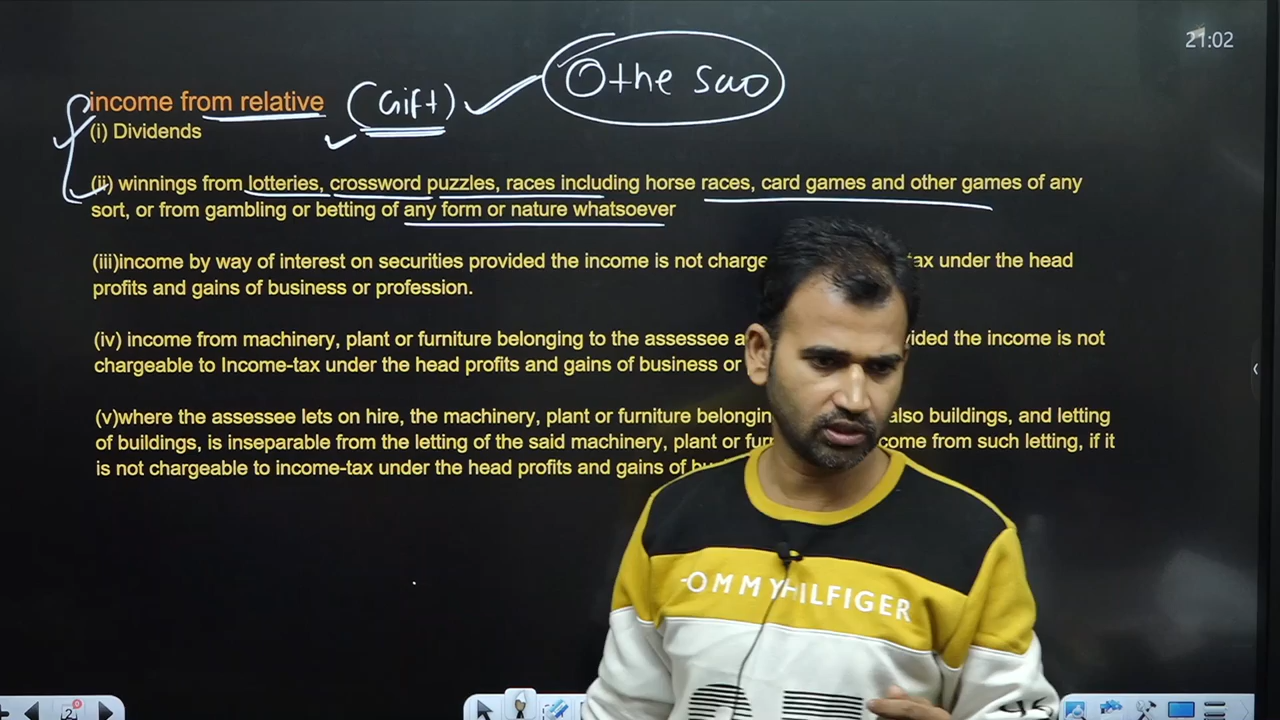 21:02
Othe sao
income from relative (Gift)
(i) Dividends
(ii) winnings from lotteries, crossword puzzles, races including horse races, card games and other games of any
sort, or from gambling or betting of any form or nature whatsoever
(iii)income by way of interest on securities provided the income is not charge tax under the head
profits and gains of business or profession.
(iv) income from machinery, plant or furniture belonging to the assessee a vided the income is not
chargeable to Income-tax under the head profits and gains of business or
(v)where the assessee lets on hire, the machinery, plant or furniture belongin also buildings, and letting
of buildings, is inseparable from the letting of the said machinery, plant or fur come from such letting, if it
is not chargeable to income-tax under the head profits and gains of bu
OMMYHILFIGER
2